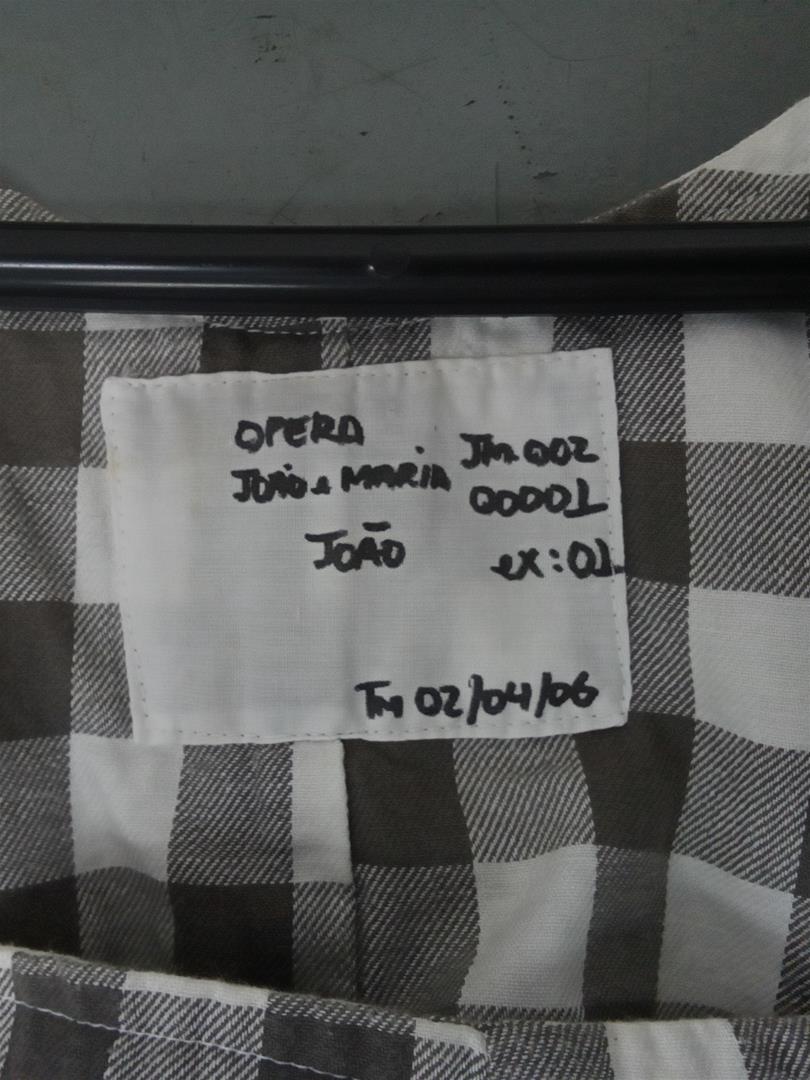 OPERA
JOÃO e MARIA JM.002
00001
JOÃO ex:01.
TM 02/04/06